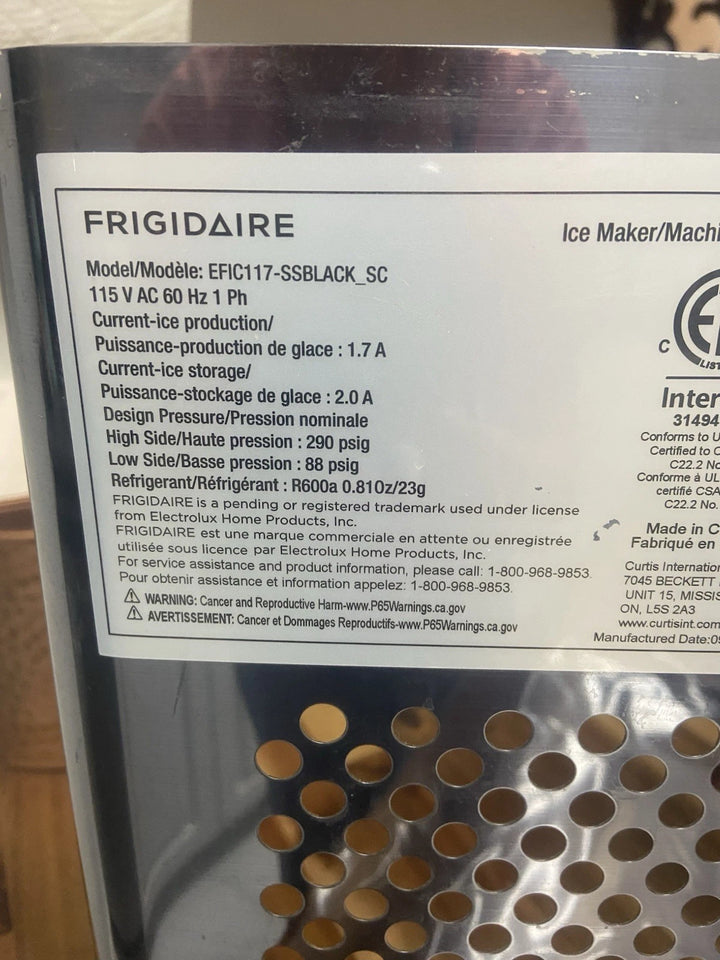 FRIGIDAIRE
Ice Maker/Machi
Model/Modèle: EFIC117-SSBLACK_SC
115 V AC 60 Hz 1 Ph
Current-ice production/
Puissance-production de glace : 1.7 A
Current-ice storage/
Puissance-stockage de glace : 2.0 A
Design Pressure/Pression nominale
High Side/Haute pression : 290 psig
Low Side/Basse pression : 88 psig
Refrigerant/Réfrigérant : R600a 0.81oz/23g
FRIGIDAIRE is a pending or registered trademark used under license
from Electrolux Home Products, Inc.
FRIGIDAIRE est une marque commerciale en attente ou enregistrée
utilisée sous licence par Electrolux Home Products, Inc.
For service assistance and product information, please call: 1-800-968-9853.
Pour obtenir assistance et information appelez: 1-800-968-9853.
WARNING: Cancer and Reproductive Harm-www.P65Warnings.ca.gov
AVERTISSEMENT: Cancer et Dommages Reproductifs-www.P65Warnings.ca.gov
C
LIST
Inter
31494
Conforms to U
Certified to C
C22.2 No
Conforme à UL
certifié CSA
C22.2 No.
Made in C
Fabriqué en
Curtis Internation
7045 BECKETT
UNIT 15, MISSIS
ON, L5S 2A3
www.curtisint.com
Manufactured Date:09